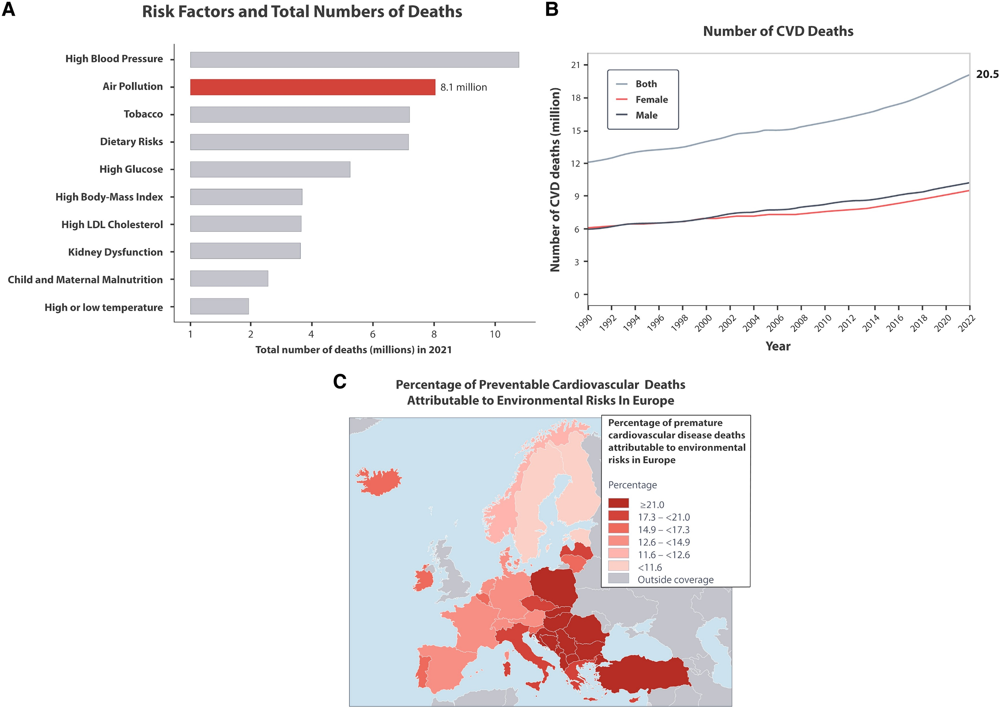 A
Risk Factors and Total Numbers of Deaths
High Blood Pressure
Air Pollution
8.1 million
Tobacco
Dietary Risks
High Glucose
High Body-Mass Index
High LDL Cholesterol
Kidney Dysfunction
Child and Maternal Malnutrition
High or low temperature
1 2 4 6 8 10
Total number of deaths (millions) in 2021
B
Number of CVD Deaths
Number of CVD deaths (million)
21
18
15
12
9
6
3
0
Both
Female
Male
20.5
1990 1992 1994 1996 1998 2000 2002 2004 2006 2008 2010 2012 2014 2016 2018 2020 2022
Year
C
Percentage of Preventable Cardiovascular Deaths
Attributable to Environmental Risks In Europe
Percentage of premature
cardiovascular disease deaths
attributable to environmental
risks in Europe
Percentage
≥21.0
17.3 – <21.0
14.9 – <17.3
12.6 – <14.9
11.6 – <12.6
<11.6
Outside coverage